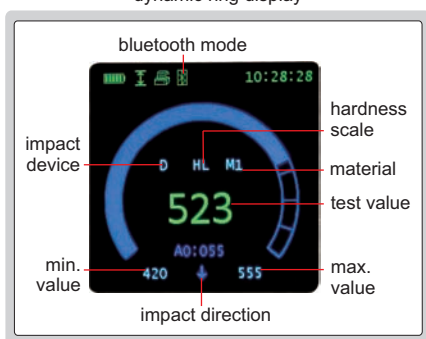 dynamic ring display
bluetooth mode
10:28:28
hardness
scale
impact
device
D HL M1
material
523
test value
A0:055
min.
value
420
555
max.
value
impact direction